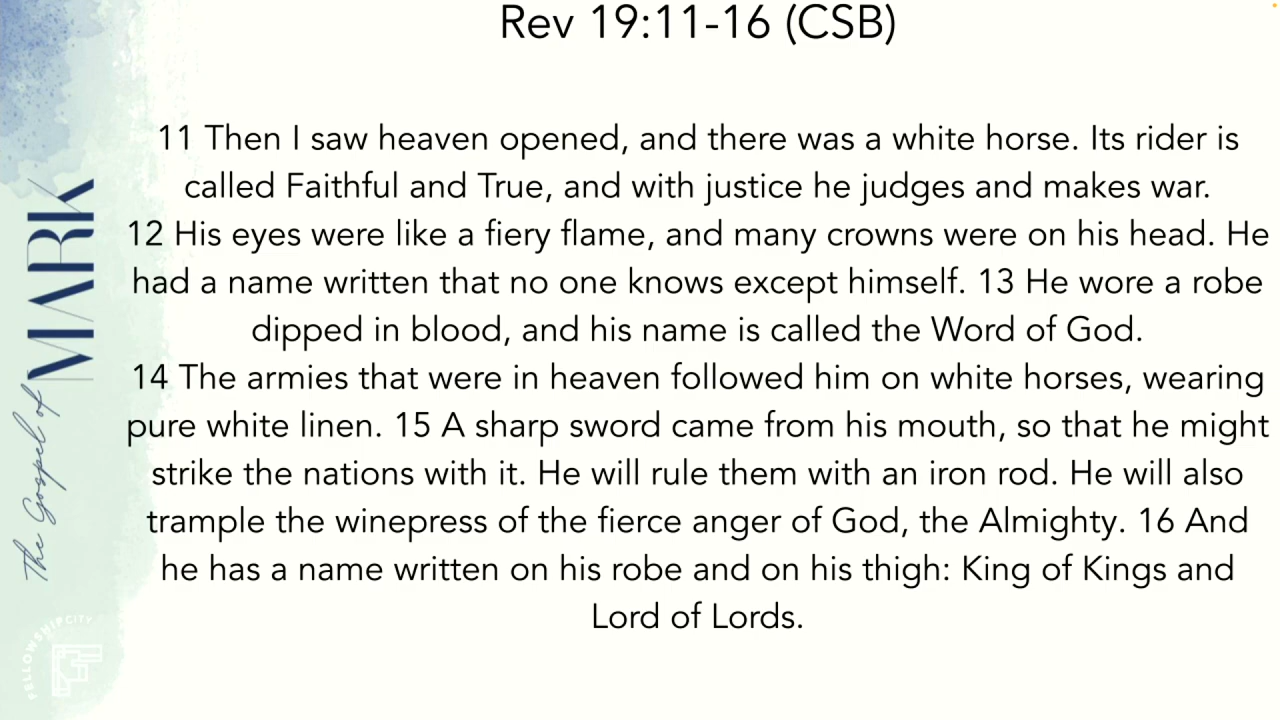 Rev 19:11-16 (CSB)
11 Then I saw heaven opened, and there was a white horse. Its rider is
called Faithful and True, and with justice he judges and makes war.
12 His eyes were like a fiery flame, and many crowns were on his head. He
had a name written that no one knows except himself. 13 He wore a robe
dipped in blood, and his name is called the Word of God.
14 The armies that were in heaven followed him on white horses, wearing
pure white linen. 15 A sharp sword came from his mouth, so that he might
strike the nations with it. He will rule them with an iron rod. He will also
trample the winepress of the fierce anger of God, the Almighty. 16 And
he has a name written on his robe and on his thigh: King of Kings and
Lord of Lords.
The Gospel of
MARK
FELLOWSHIP CITY